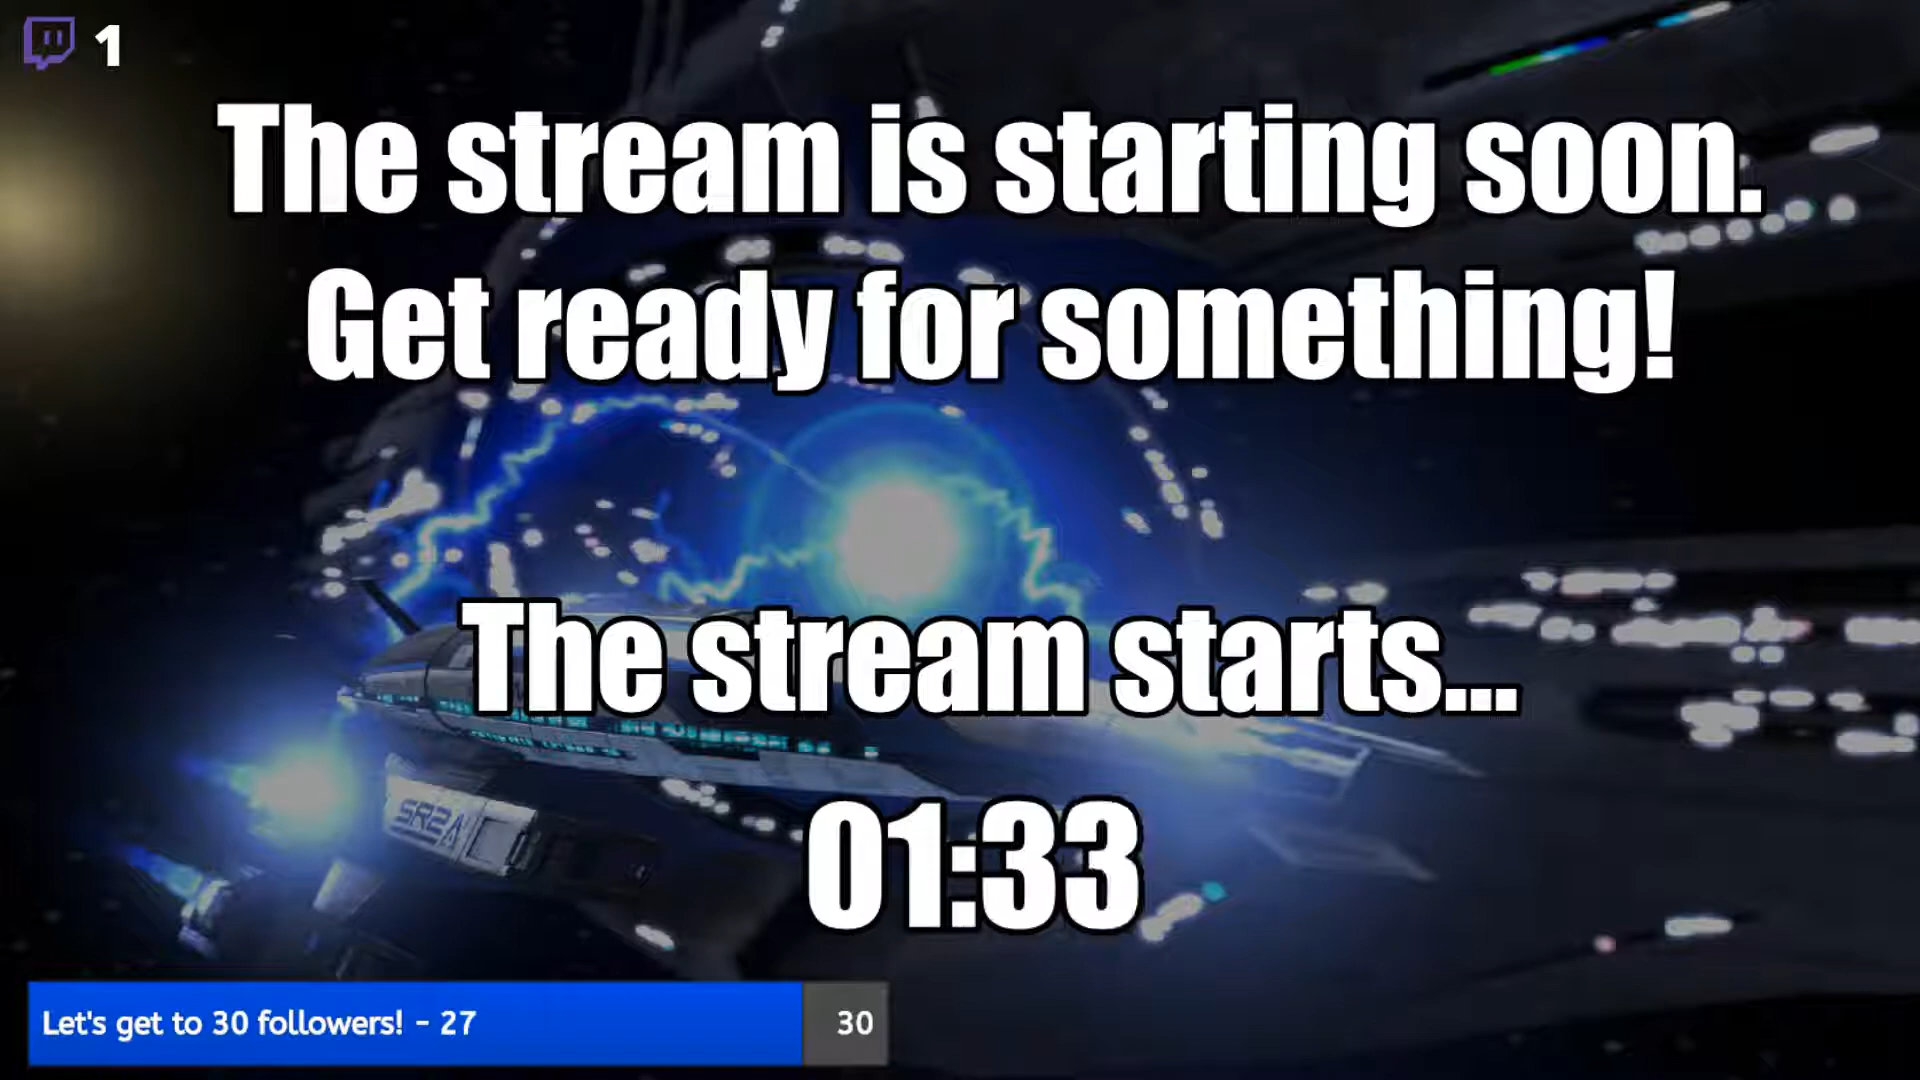 1
The stream is starting soon.
Get ready for something!
The stream starts...
SR2
01:33
Let's get to 30 followers! - 27
30